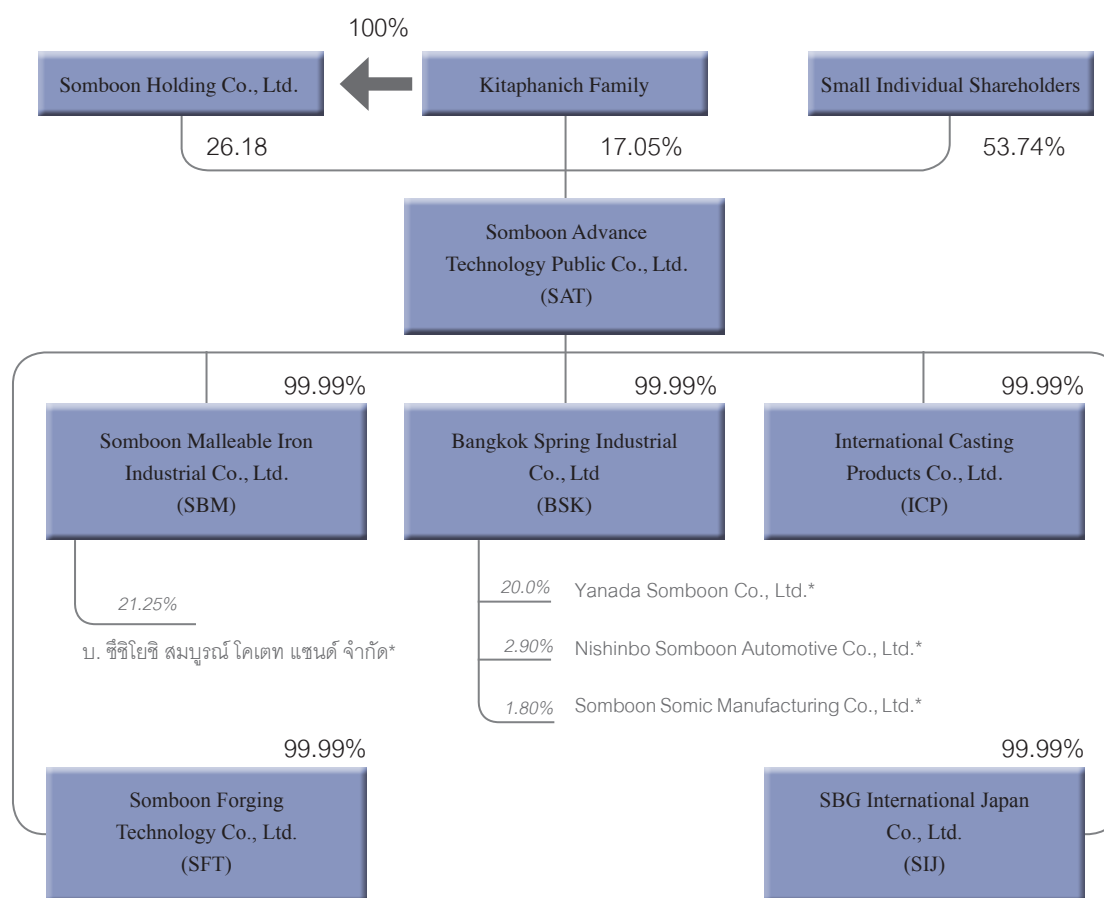 100%
Somboon Holding Co., Ltd.
Kitaphanich Family
Small Individual Shareholders
26.18
17.05%
53.74%
Somboon Advance
Technology Public Co., Ltd.
(SAT)
99.99%
99.99%
99.99%
Somboon Malleable Iron
Industrial Co., Ltd.
(SBM)
Bangkok Spring Industrial
Co., Ltd
(BSK)
International Casting
Products Co., Ltd.
(ICP)
21.25%
บ. ซึชิโยชิ สมบูรณ์ โคเตท แซนด์ จำกัด*
20.0% Yanada Somboon Co., Ltd.*
2.90% Nishinbo Somboon Automotive Co., Ltd.*
1.80% Somboon Somic Manufacturing Co., Ltd.*
99.99%
99.99%
Somboon Forging
Technology Co., Ltd.
(SFT)
SBG International Japan
Co., Ltd.
(SIJ)